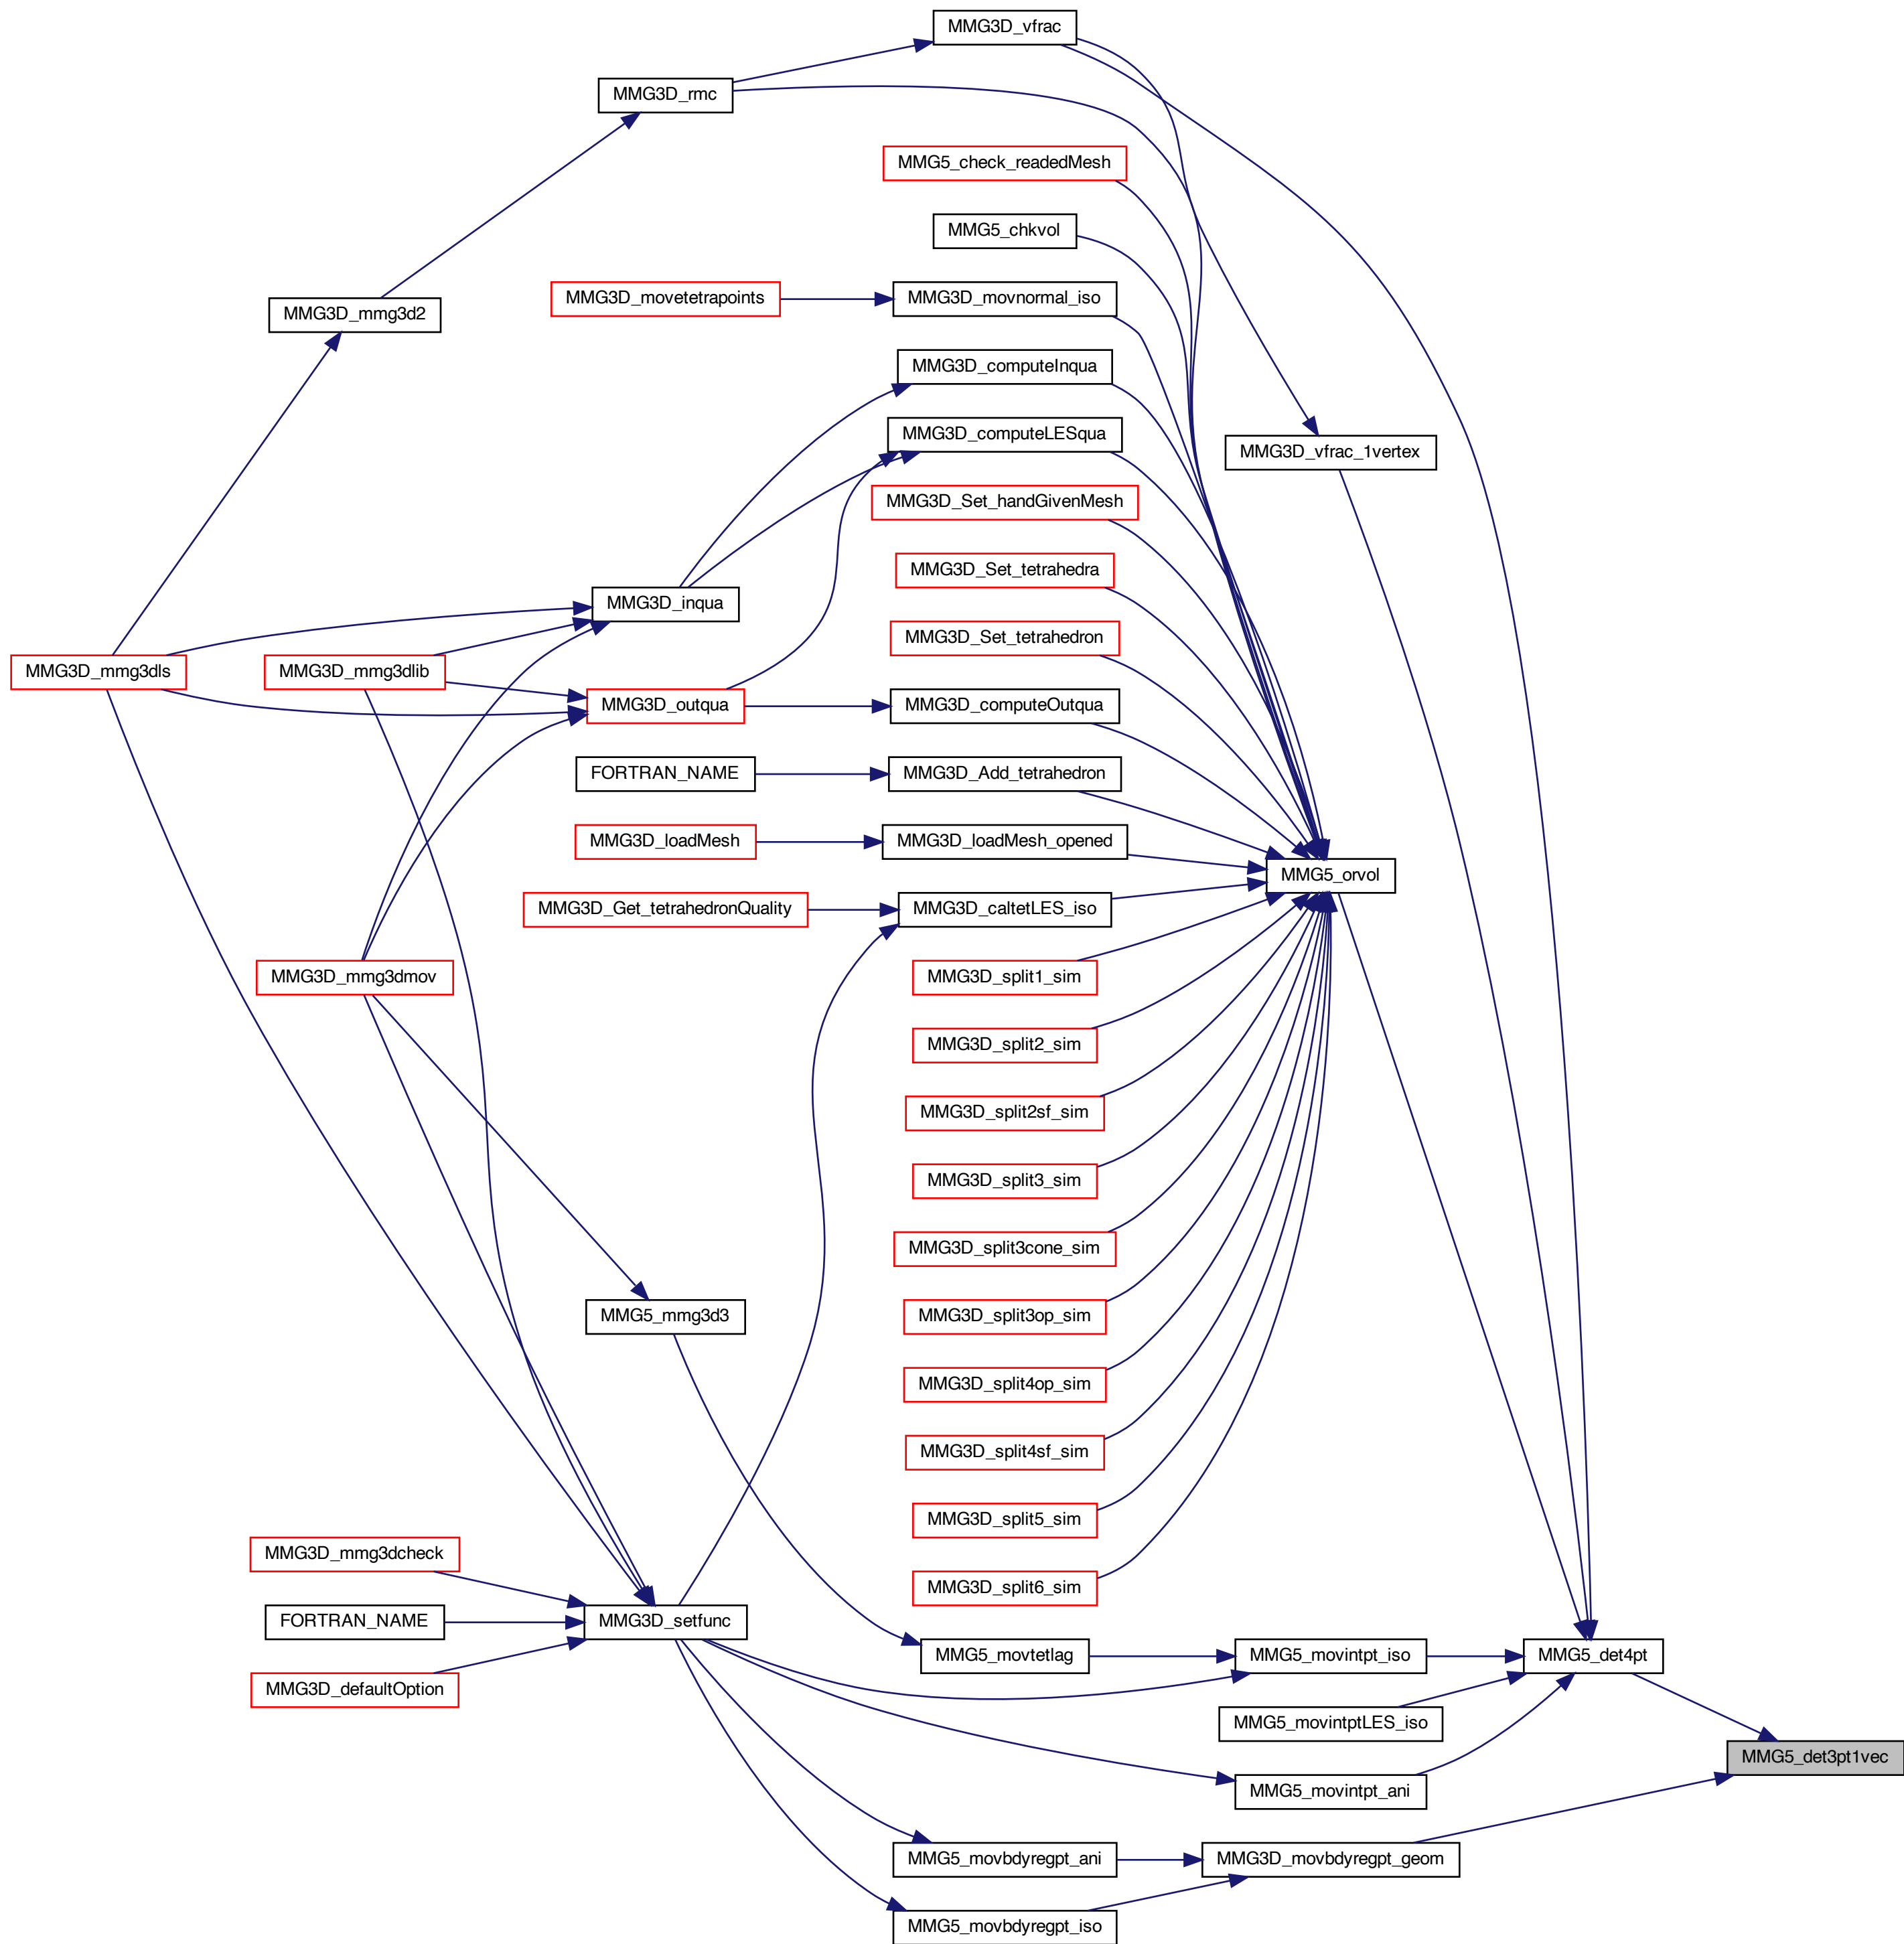 MMG3D_vfrac
MMG3D_rmc
MMG5_check_readedMesh
MMG5_chkvol
MMG3D_movetetrapoints
MMG3D_movnormal_iso
MMG3D_mmg3d2
MMG3D_computeInqua
MMG3D_computeLESqua
MMG3D_vfrac_1vertex
MMG3D_Set_handGivenMesh
MMG3D_Set_tetrahedra
MMG3D_inqua
MMG3D_Set_tetrahedron
MMG3D_mmg3dls
MMG3D_mmg3dlib
MMG3D_outqua
MMG3D_computeOutqua
FORTRAN_NAME
MMG3D_Add_tetrahedron
MMG3D_loadMesh
MMG3D_loadMesh_opened
MMG5_orvol
MMG3D_Get_tetrahedronQuality
MMG3D_caltetLES_iso
MMG3D_mmg3dmov
MMG3D_split1_sim
MMG3D_split2_sim
MMG3D_split2sf_sim
MMG3D_split3_sim
MMG3D_split3cone_sim
MMG5_mmg3d3
MMG3D_split3op_sim
MMG3D_split4op_sim
MMG3D_split4sf_sim
MMG3D_split5_sim
MMG3D_mmg3dcheck
MMG3D_split6_sim
FORTRAN_NAME
MMG3D_setfunc
MMG5_movtetlag
MMG5_movintpt_iso
MMG5_det4pt
MMG3D_defaultOption
MMG5_movintptLES_iso
MMG5_det3pt1vec
MMG5_movintpt_ani
MMG5_movbdyregpt_ani
MMG3D_movbdyregpt_geom
MMG5_movbdyregpt_iso